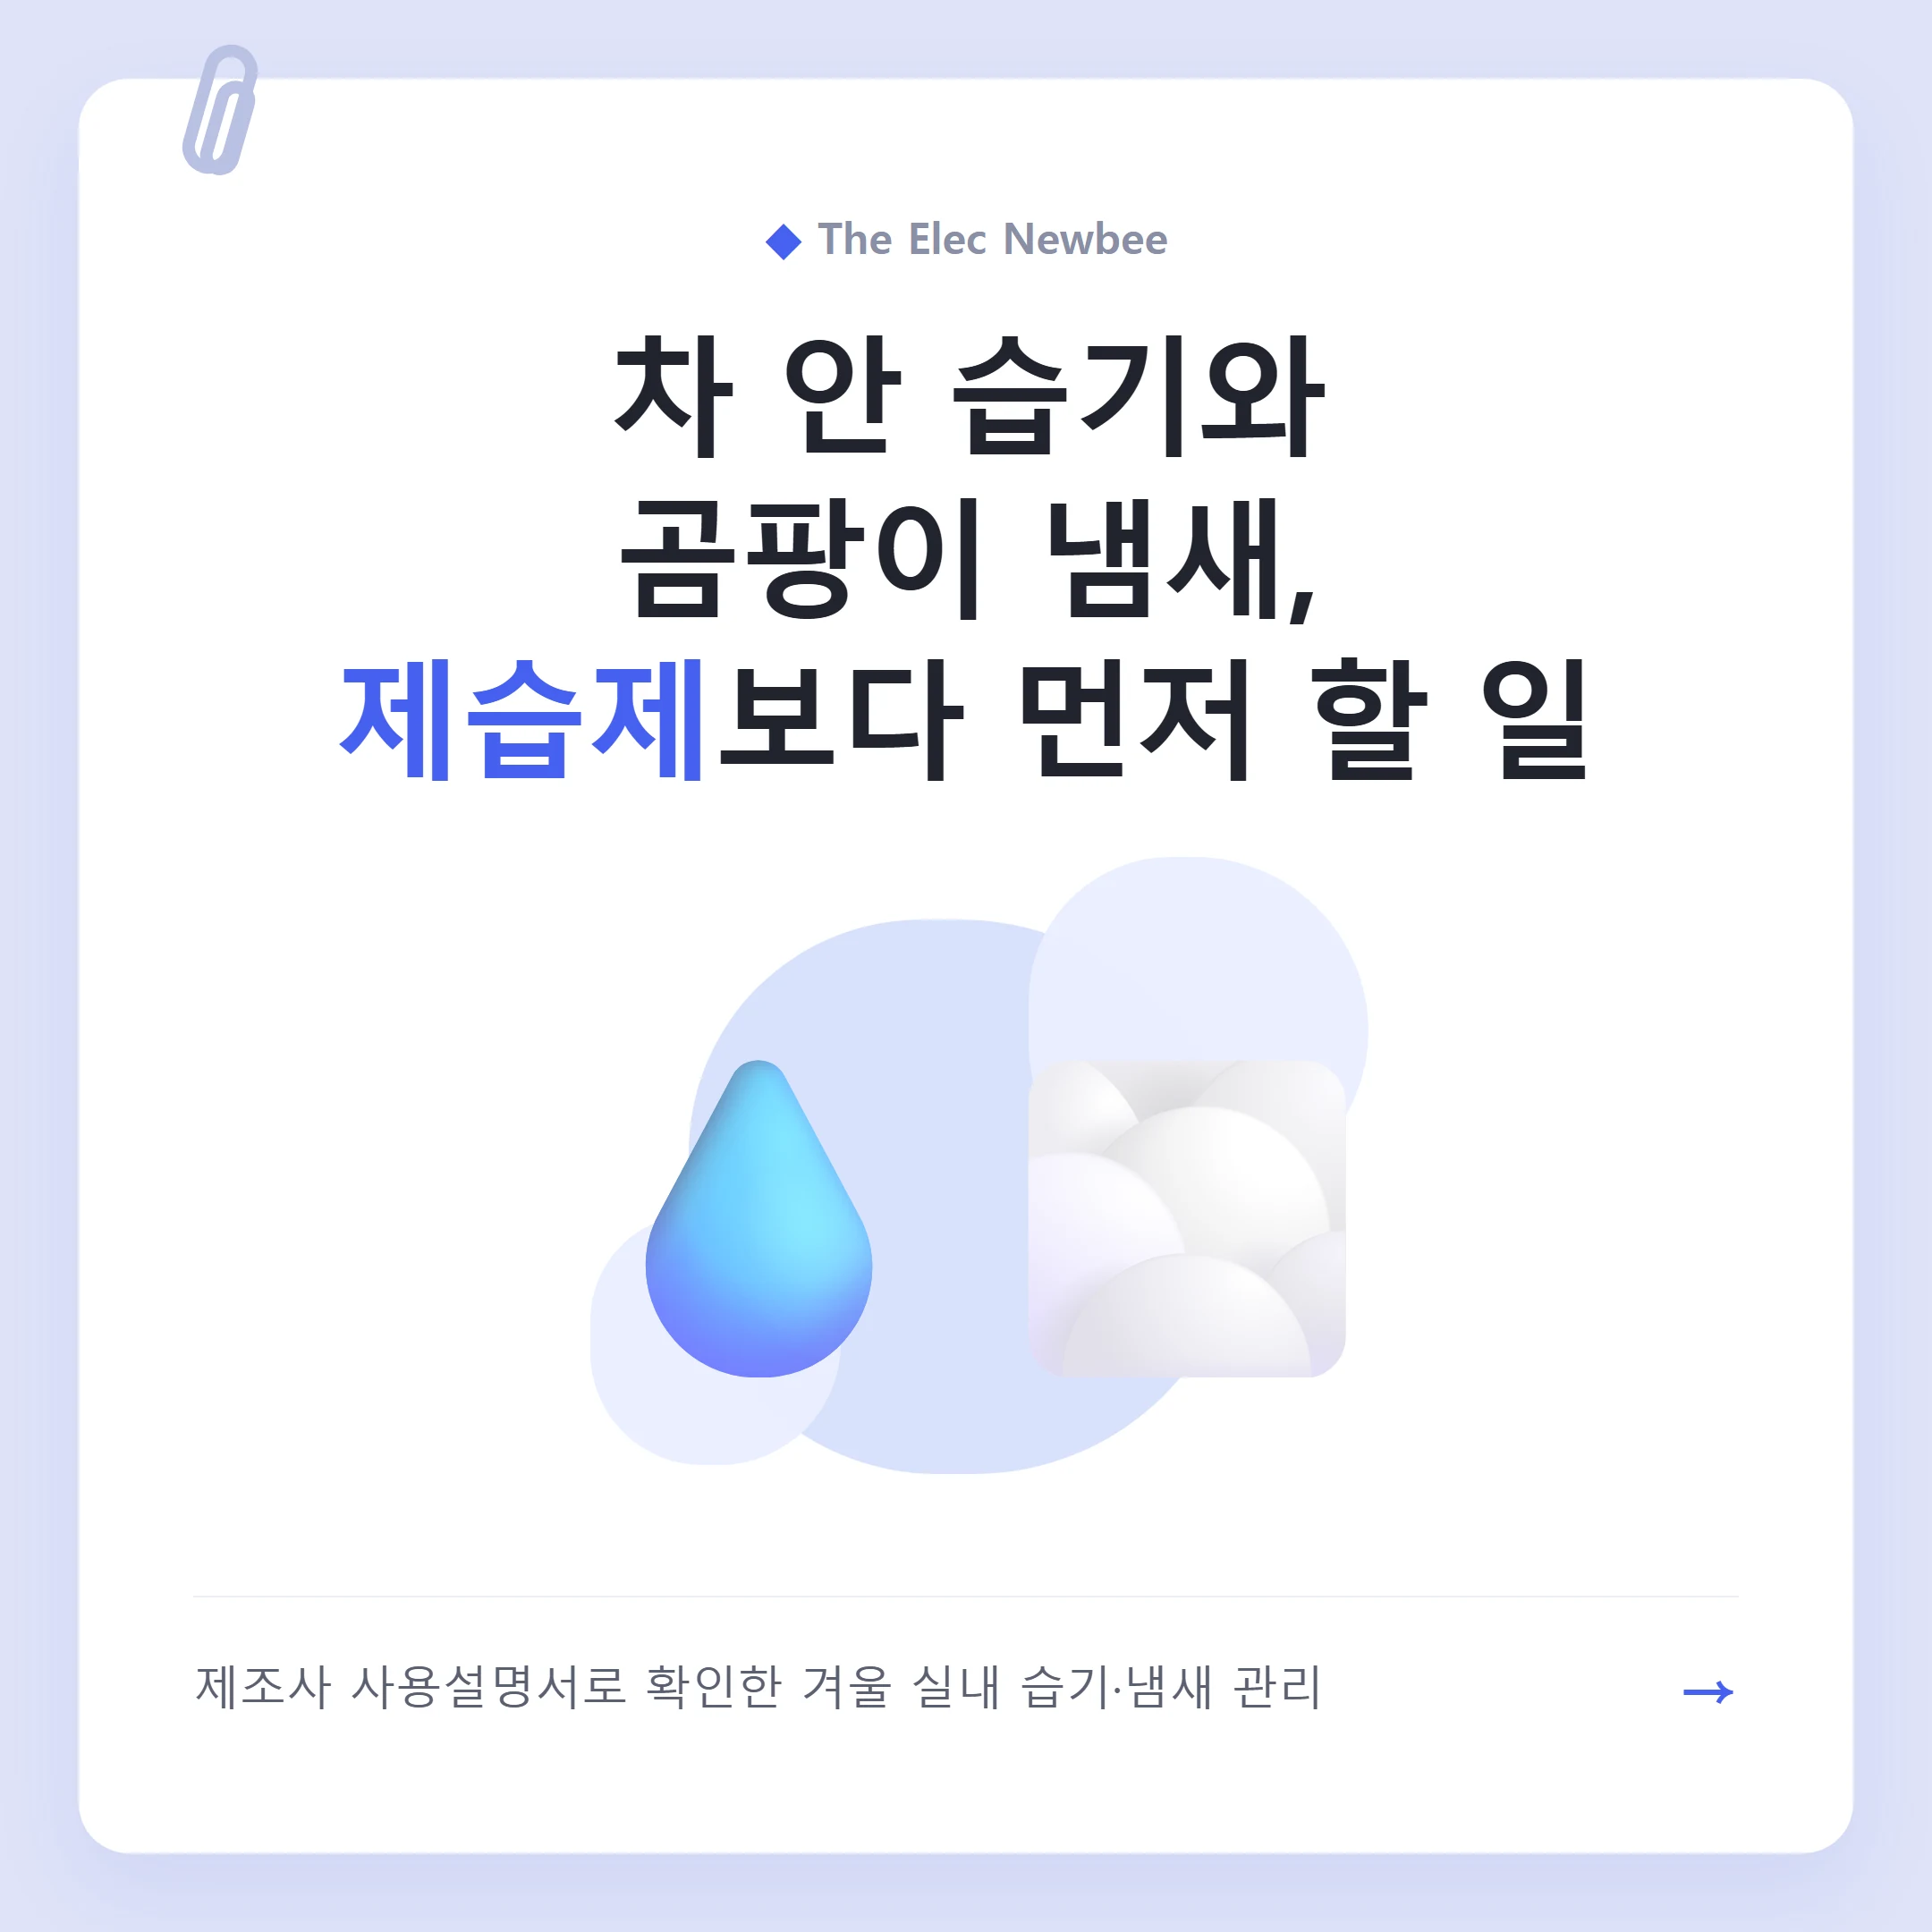 The Elec Newbee
차 안 습기와
곰팡이 냄새,
제습제보다 먼저 할 일
제조사 사용설명서로 확인한 겨울 실내 습기·냄새 관리